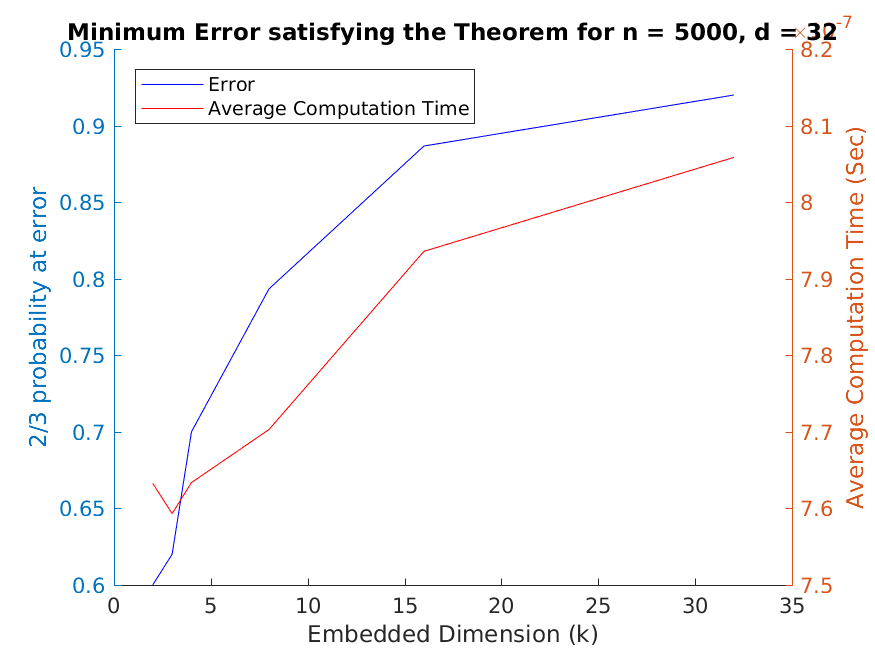 Minimum Error satisfying the Theorem for n = 5000, d = 32
Error
Average Computation Time
0.95
0.9
0.85
0.8
0.75
0.7
0.65
0.6
2/3 probability at error
8.2
8.1
8
7.9
7.8
7.7
7.6
7.5
Average Computation Time (Sec)
0 5 10 15 20 25 30 35
Embedded Dimension (k)